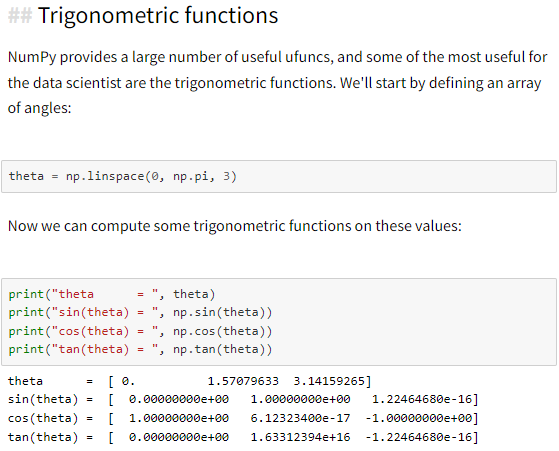 ## Trigonometric functions
NumPy provides a large number of useful ufuncs, and some of the most useful for
the data scientist are the trigonometric functions. We'll start by defining an array
of angles:
theta = np.linspace(0, np.pi, 3)
Now we can compute some trigonometric functions on these values:
print("theta      = ", theta)
print("sin(theta) = ", np.sin(theta))
print("cos(theta) = ", np.cos(theta))
print("tan(theta) = ", np.tan(theta))
theta      =  [ 0.          1.57079633  3.14159265]
sin(theta) =  [  0.00000000e+00   1.00000000e+00   1.22464680e-16]
cos(theta) =  [  1.00000000e+00   6.12323400e-17  -1.00000000e+00]
tan(theta) =  [  0.00000000e+00   1.63312394e+16  -1.22464680e-16]